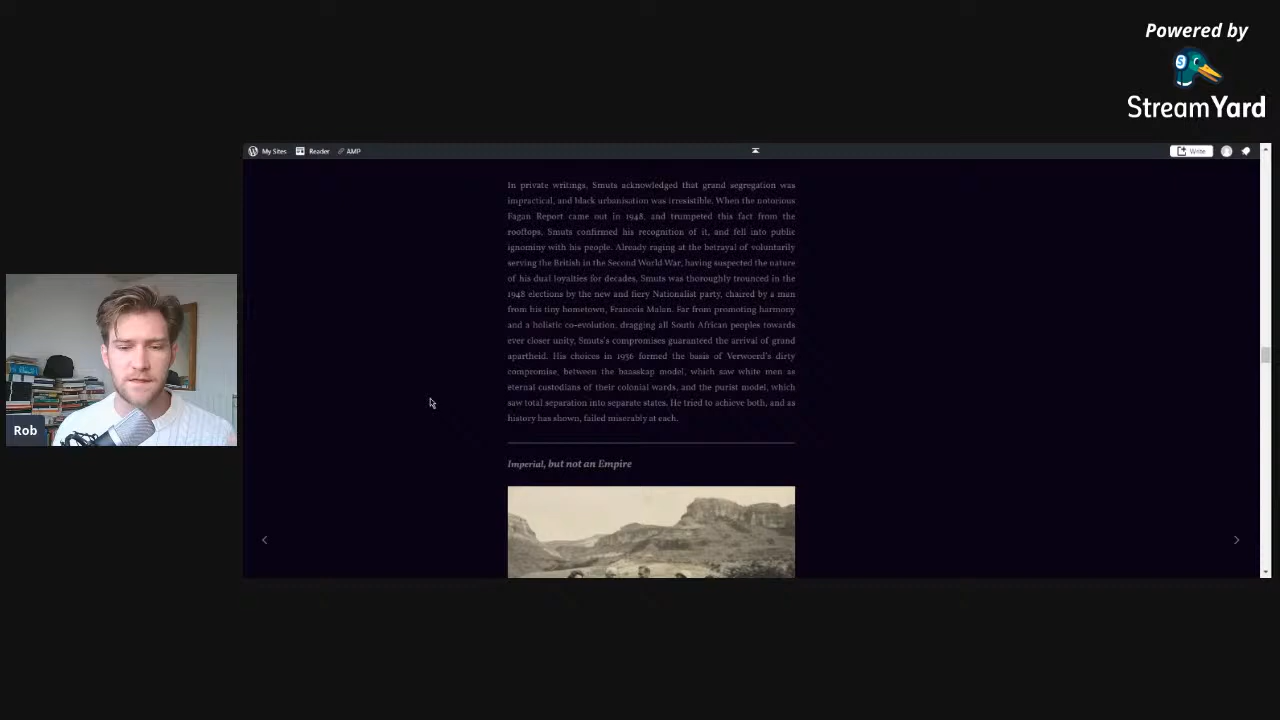 Powered by
StreamYard
My Sites
Reader
AMP
Write
In private writings, Smuts acknowledged that grand segregation was
impractical, and black urbanisation was irresistible. When the notorious
Fagan Report came out in 1948, and trumpeted this fact from the
rooftops, Smuts confirmed his recognition of it, and fell into public
ignominy with his people. Already raging at the betrayal of voluntarily
serving the British in the Second World War, having suspected the nature
of his dual loyalties for decades, Smuts was thoroughly trounced in the
1948 elections by the new and fiery Nationalist party, chaired by a man
from his tiny hometown, Francois Malan. Far from promoting harmony
and a holistic co-evolution, dragging all South African peoples towards
ever closer unity, Smuts's compromises guaranteed the arrival of grand
apartheid. His choices in 1936 formed the basis of Verwoerd's dirty
compromise, between the baasskap model, which saw white men as
eternal custodians of their colonial wards, and the purist model, which
saw total separation into separate states. He tried to achieve both, and as
history has shown, failed miserably at each.
Imperial, but not an Empire
Rob